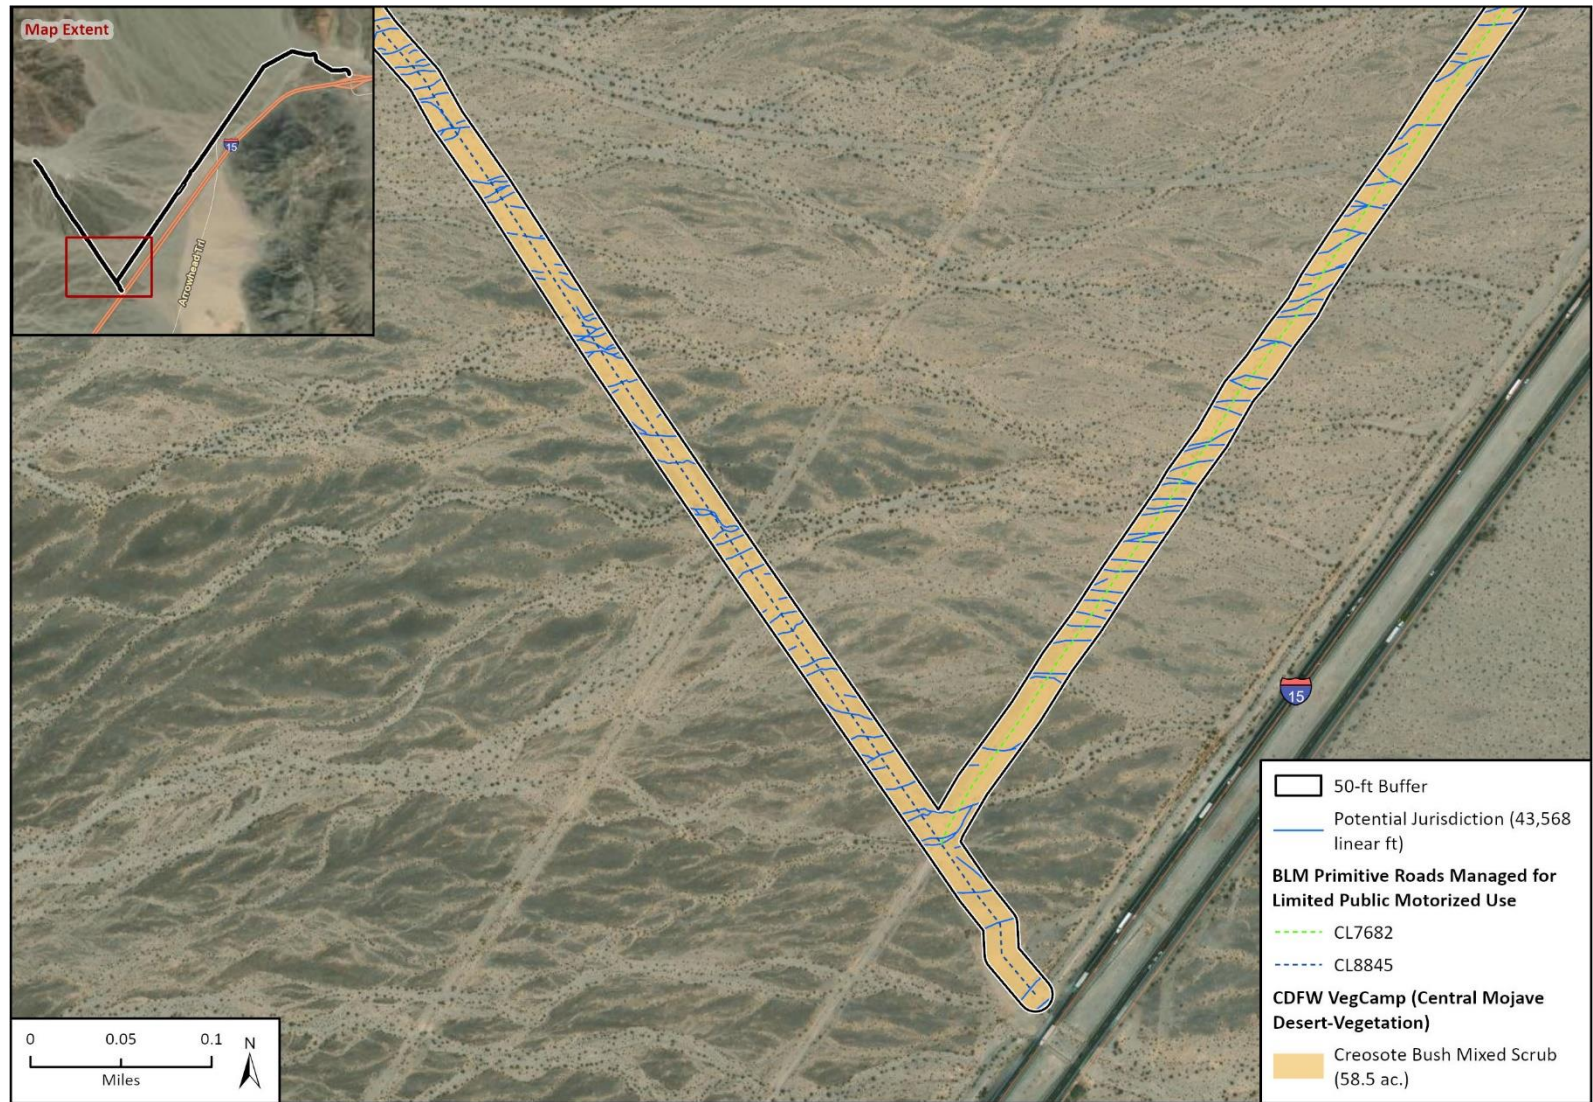 Map Extent
15
Arrowhead Trl
15
50-ft Buffer
Potential Jurisdiction (43,568
linear ft)
BLM Primitive Roads Managed for
Limited Public Motorized Use
CL7682
CL8845
CDFW VegCamp (Central Mojave
Desert-Vegetation)
Creosote Bush Mixed Scrub
(58.5 ac.)
0 0.05 0.1
Miles
N